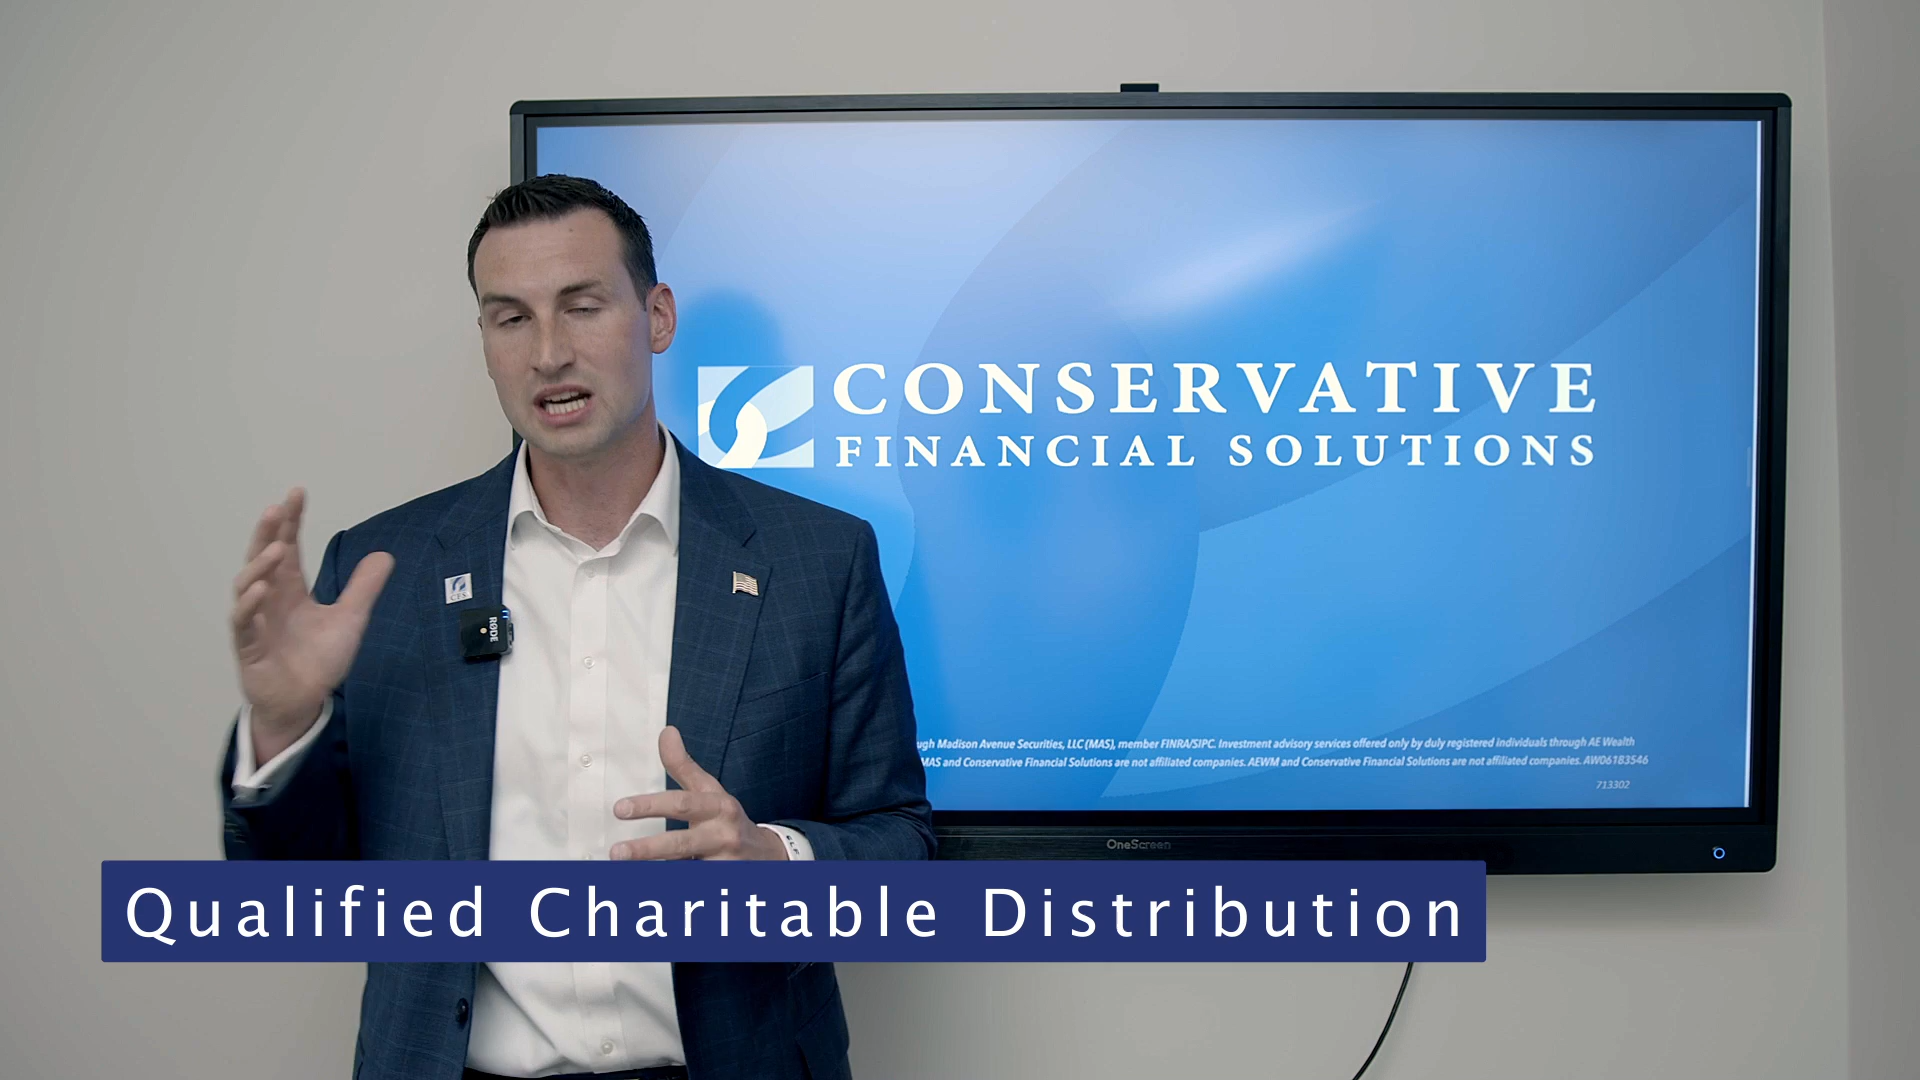 CONSERVATIVE
FINANCIAL SOLUTIONS
CFS
RØDE
Madison Avenue Securities, LLC (MAS), member FINRA/SIPC. Investment advisory services offered only by duly registered individuals through AE Wealth
MAS and Conservative Financial Solutions are not affiliated companies. AEWM and Conservative Financial Solutions are not affiliated companies. AW06183546
713302
OneScreen
Qualified Charitable Distribution